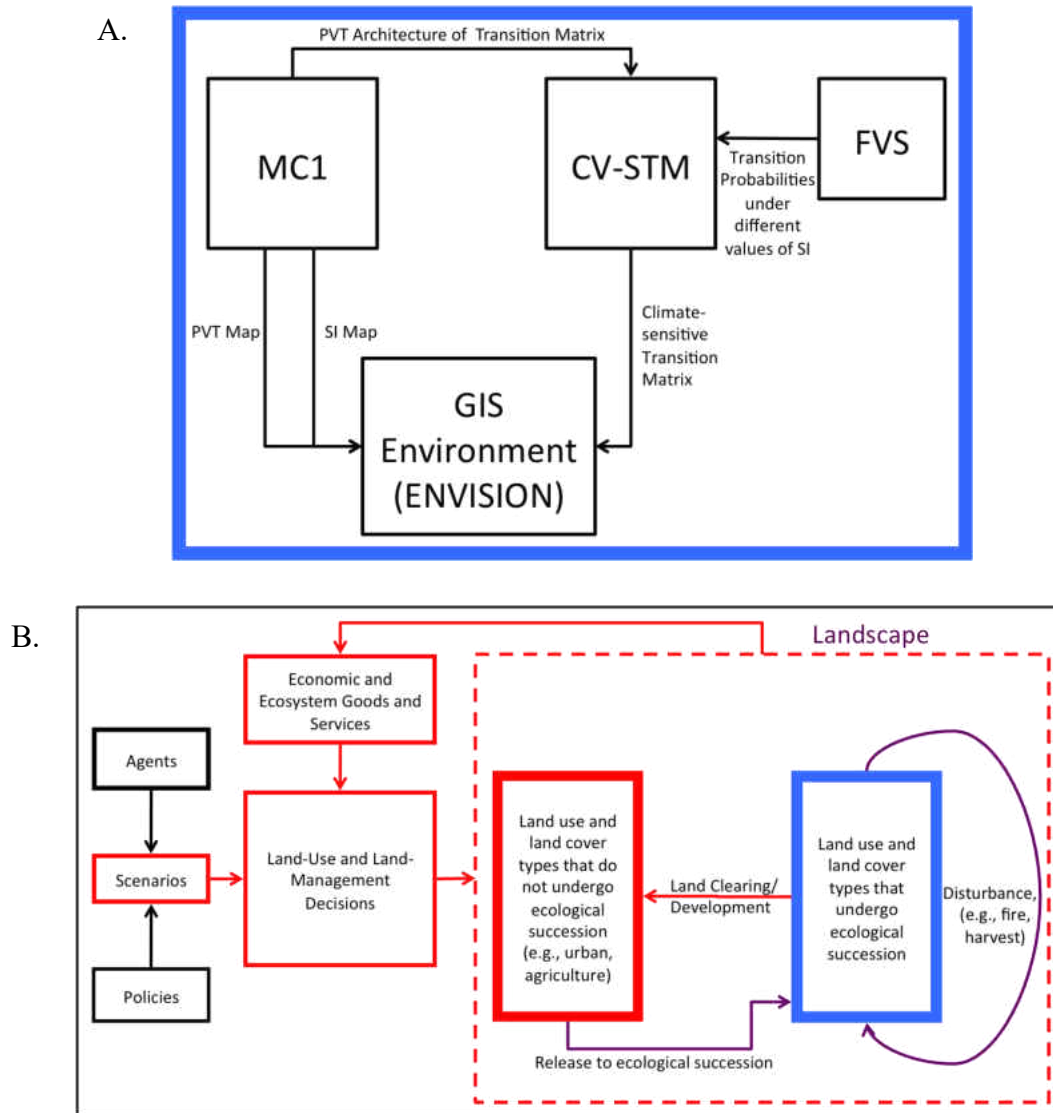 A.
PVT Architecture of Transition Matrix
MC1
CV-STM
FVS
Transition
Probabilities
under
different
values of SI
PVT Map
SI Map
Climate-
sensitive
Transition
Matrix
GIS
Environment
(ENVISION)
B.
Landscape
Economic and
Ecosystem Goods and
Services
Agents
Scenarios
Policies
Land-Use and Land-
Management
Decisions
Land use and
land cover
types that do
not undergo
ecological
succession
(e.g., urban,
agriculture)
Land Clearing/
Development
Land use and
land cover
types that
undergo
ecological
succession
Disturbance,
(e.g., fire,
harvest)
Release to ecological succession